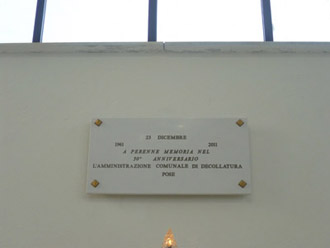 23 DICEMBRE
1961 2011
A PERENNE MEMORIA NEL
50° ANNIVERSARIO
L'AMMINISTRAZIONE COMUNALE DI DECOLLATURA
POSE